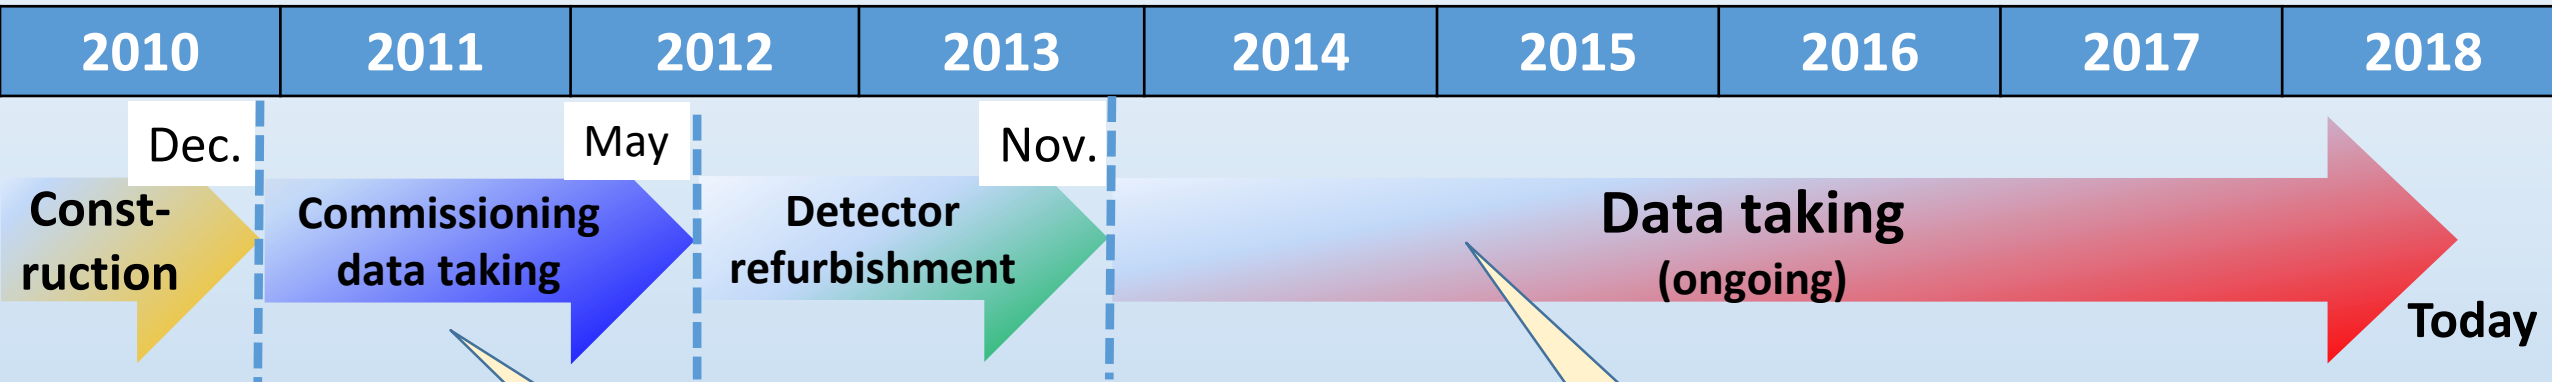 2010 2011 2012 2013 2014 2015 2016 2017 2018
Dec. May Nov.
Const-
ruction
Commissioning
data taking
Detector
refurbishment
Data taking
(ongoing)
Today